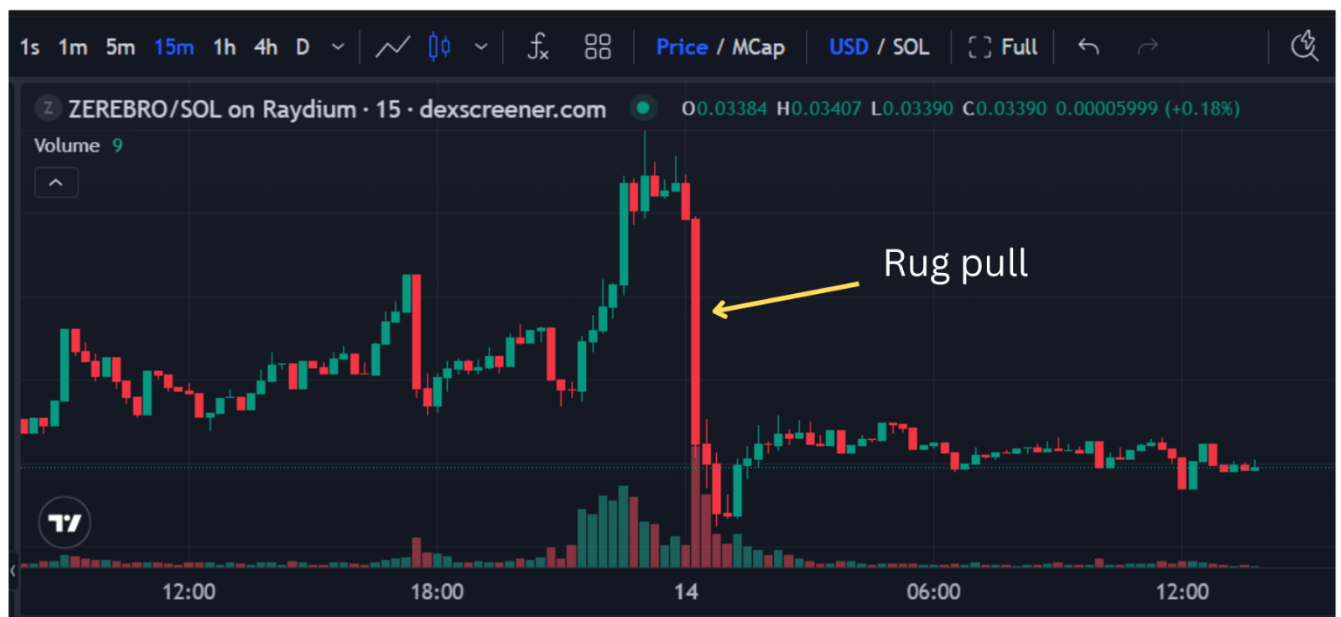 1s 1m 5m 15m 1h 4h D fx Price / MCap USD / SOL Full
Z ZEREBRO/SOL on Raydium · 15 · dexscreener.com O0.03384 H0.03407 L0.03390 C0.03390 0.00005999 (+0.18%)
Volume 9
Rug pull
12:00 18:00 14 06:00 12:00